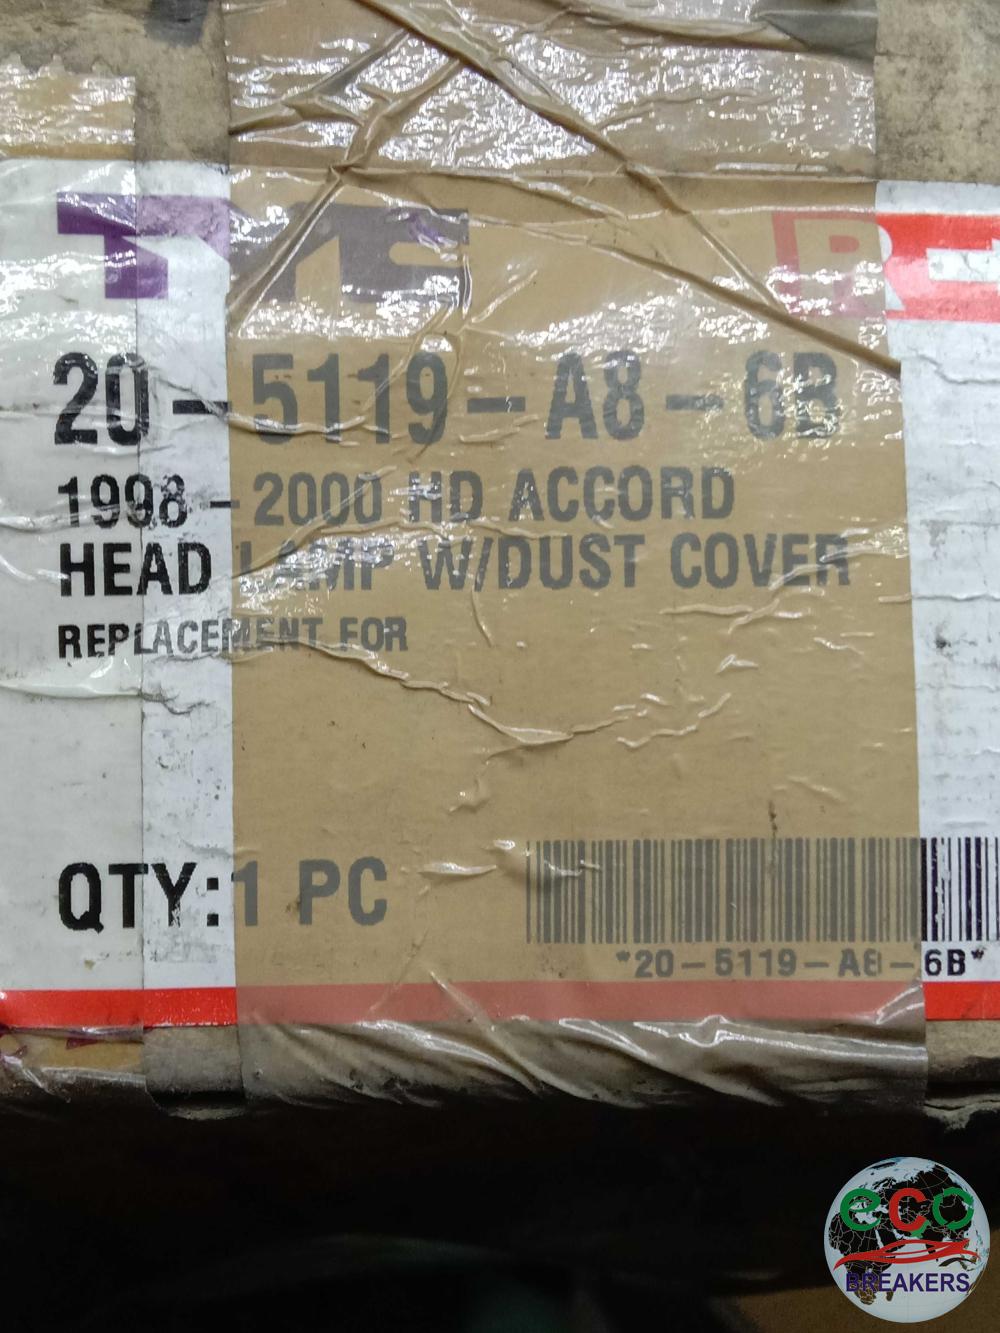 TYC R
20-5119-A8-6B
1998-2000 HD ACCORD
HEAD LAMP W/DUST COVER
REPLACEMENT FOR
QTY:1 PC
*20-5119-A8-6B*
eco
BREAKERS